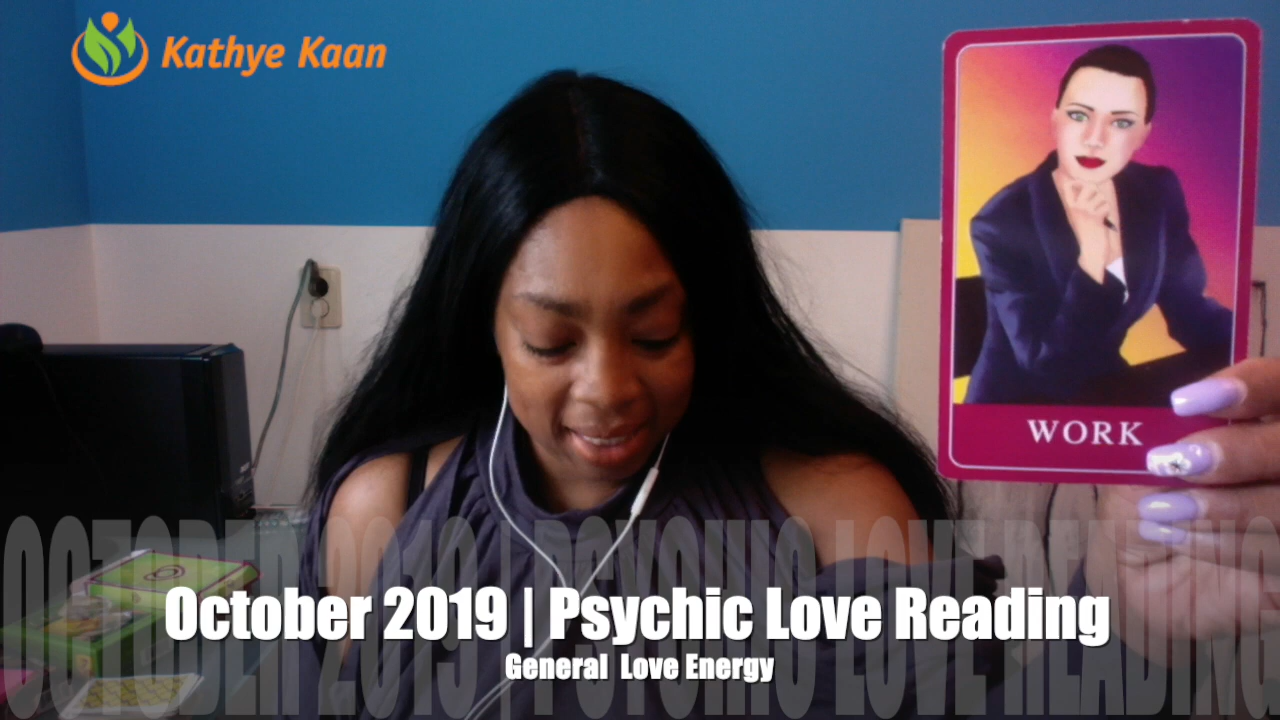 Kathye Kaan
WORK
OCTOBER 2019 | PSYCHIC LOVE READING
October 2019 | Psychic Love Reading
General Love Energy